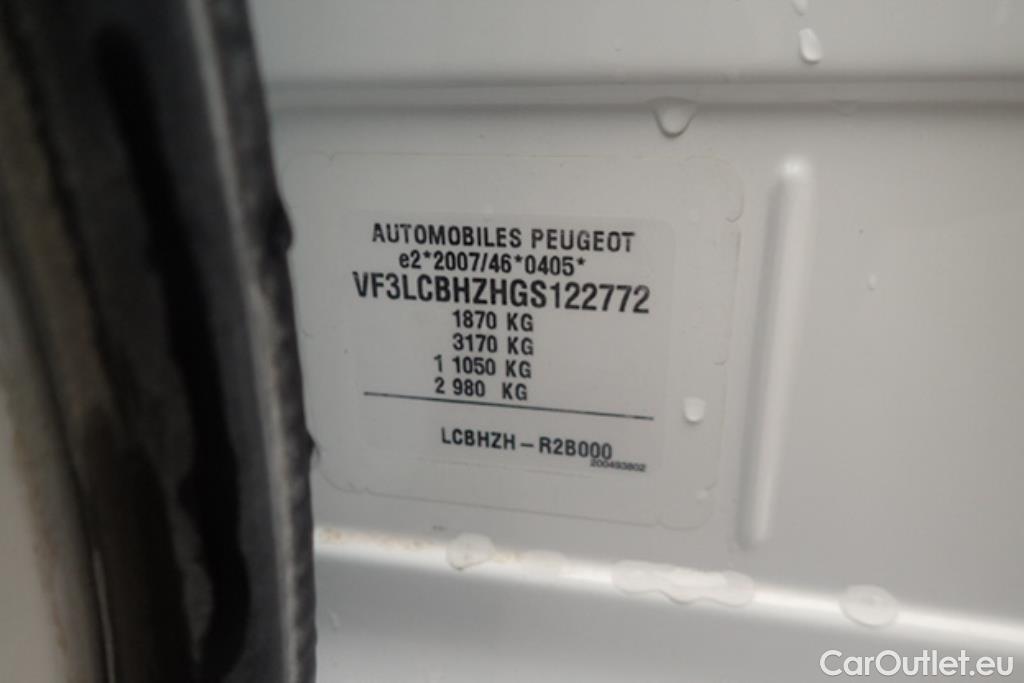 AUTOMOBILES PEUGEOT
e2*2007/46*0405*
VF3LCBHZHGS122772
1870 KG
3170 KG
1 1050 KG
2 980 KG
LCBHZH – R2B000
200493802
CarOutlet.eu